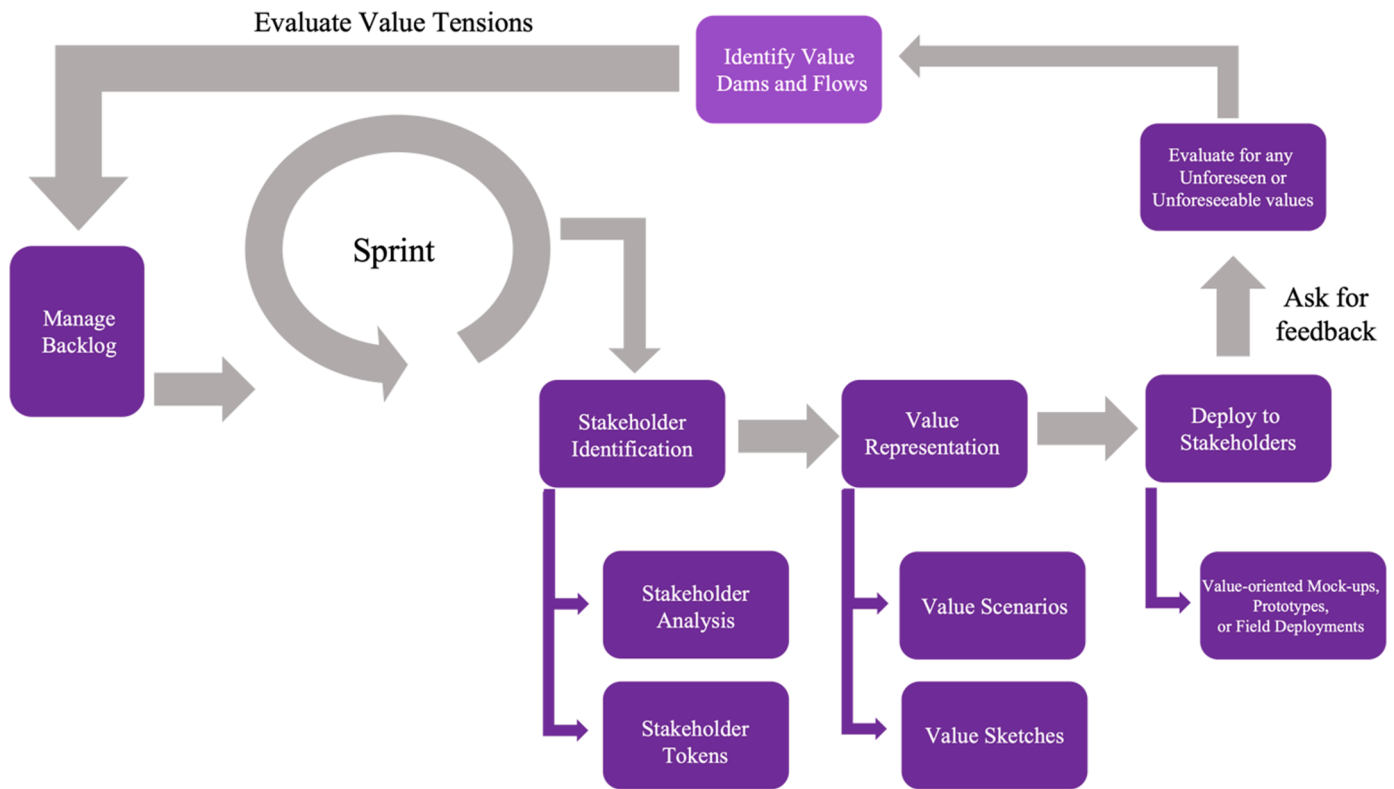 Evaluate Value Tensions
Identify Value
Dams and Flows
Evaluate for any
Unforeseen or
Unforeseeable values
Sprint
Manage
Backlog
Ask for
feedback
Stakeholder
Identification
Value
Representation
Deploy to
Stakeholders
Stakeholder
Analysis
Value Scenarios
Value-oriented Mock-ups,
Prototypes,
or Field Deployments
Stakeholder
Tokens
Value Sketches